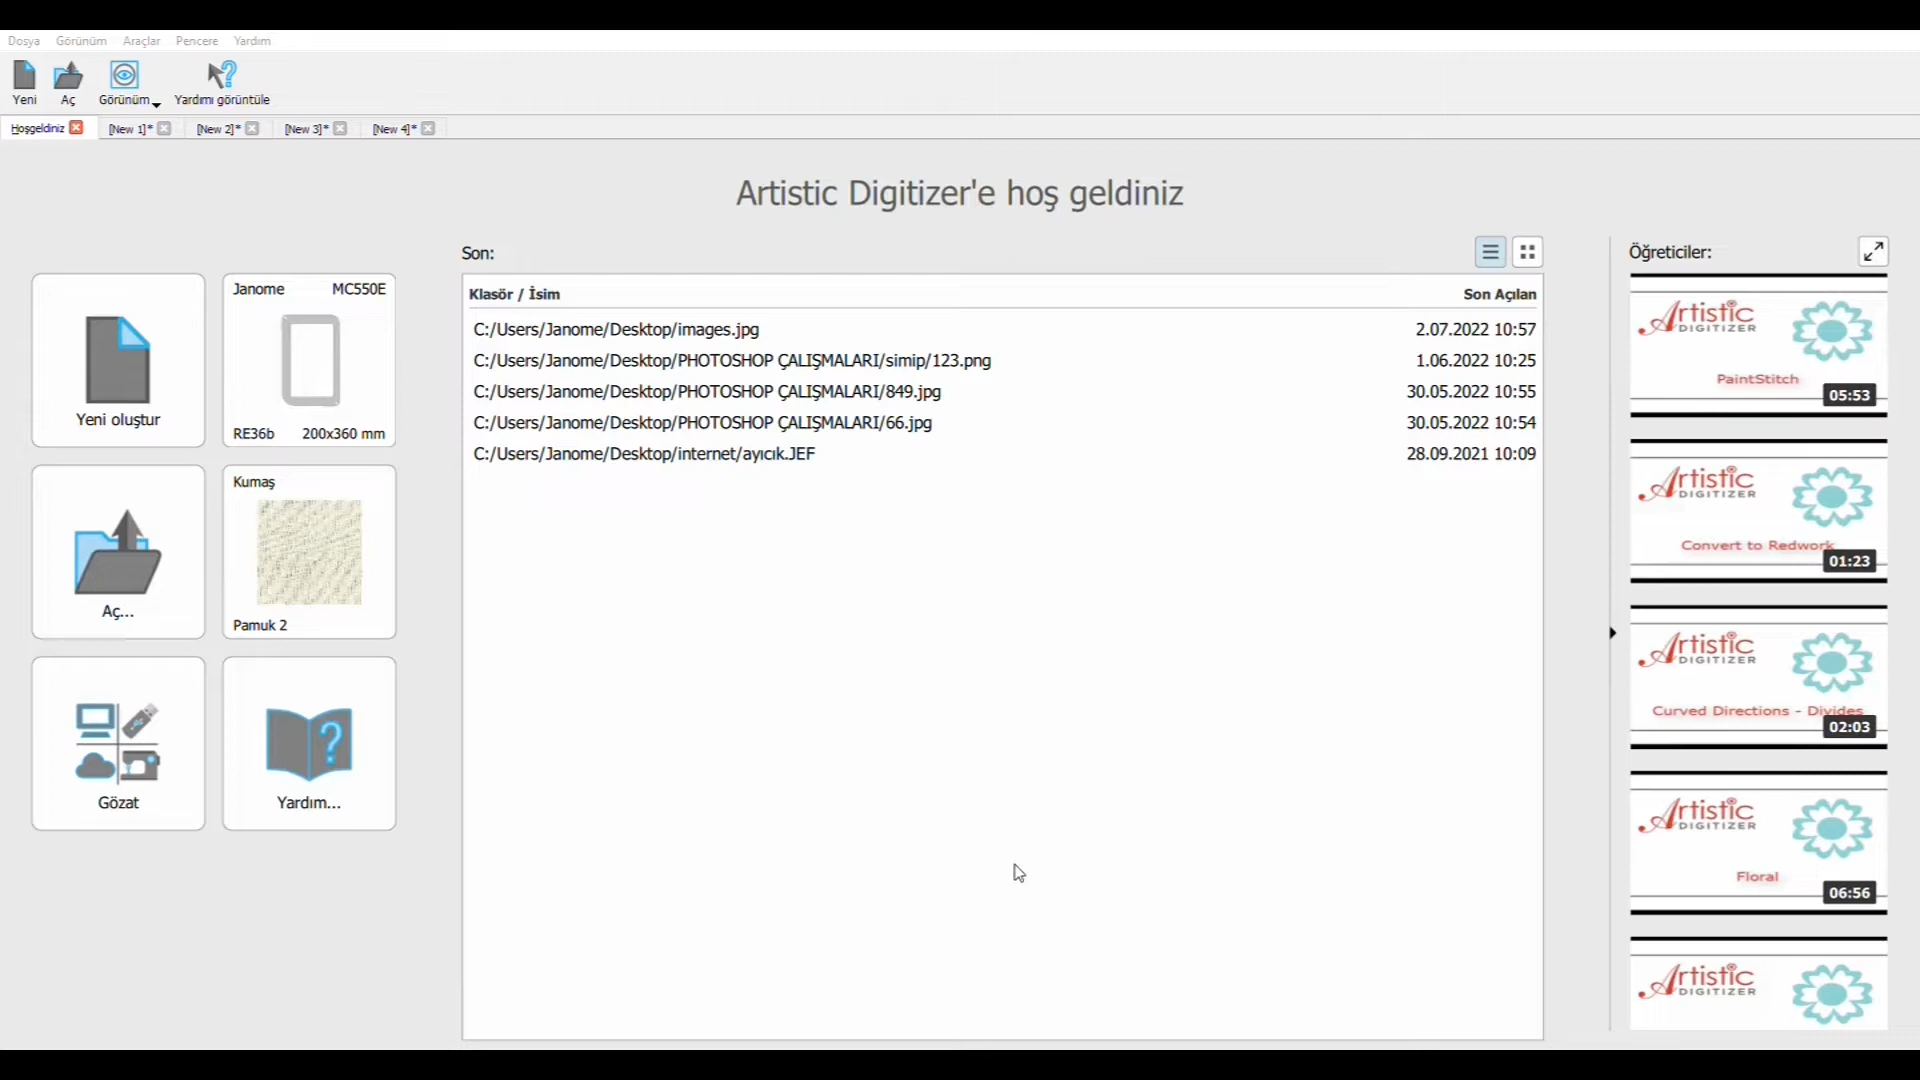 Dosya Görünüm Araçlar Pencere Yardım
Yeni Aç Görünüm Yardımı görüntüle
Hoşgeldiniz [New 1]* [New 2]* [New 3]* [New 4]*
Artistic Digitizer'e hoş geldiniz
Son:
Öğreticiler:
Janome MC550E
RE36b 200x360 mm
Yeni oluştur
Kumaş
Pamuk 2
Aç...
Gözat
Yardım...
Klasör / İsim Son Açılan
C:/Users/Janome/Desktop/images.jpg 2.07.2022 10:57
C:/Users/Janome/Desktop/PHOTOSHOP ÇALIŞMALARI/simip/123.png 1.06.2022 10:25
C:/Users/Janome/Desktop/PHOTOSHOP ÇALIŞMALARI/849.jpg 30.05.2022 10:55
C:/Users/Janome/Desktop/PHOTOSHOP ÇALIŞMALARI/66.jpg 30.05.2022 10:54
C:/Users/Janome/Desktop/internet/ayıcık.JEF 28.09.2021 10:09
Artistic
DIGITIZER
PaintStitch
05:53
Artistic
DIGITIZER
Convert to Redwork
01:23
Artistic
DIGITIZER
Curved Directions - Divides
02:03
Artistic
DIGITIZER
Floral
06:56
Artistic
DIGITIZER